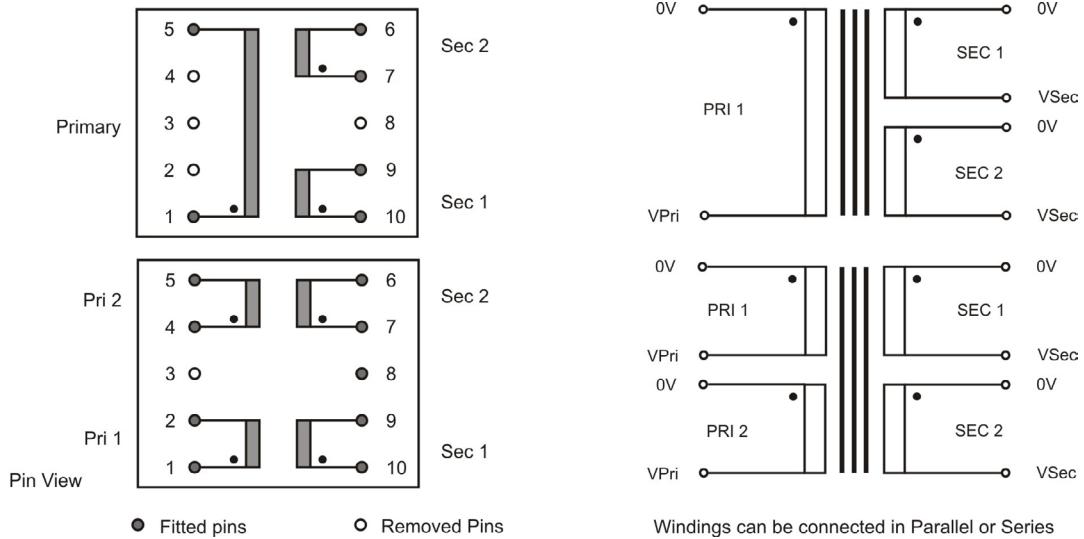 5
6
Sec 2
4
7
Primary
3
8
2
9
1
10
Sec 1
5
6
Pri 2
Sec 2
4
7
3
8
2
9
Pri 1
Sec 1
1
10
Pin View
Fitted pins
Removed Pins
0V
0V
SEC 1
PRI 1
VSec
0V
SEC 2
VPri
VSec
0V
0V
PRI 1
SEC 1
VPri
VSec
0V
0V
PRI 2
SEC 2
VPri
VSec
Windings can be connected in Parallel or Series